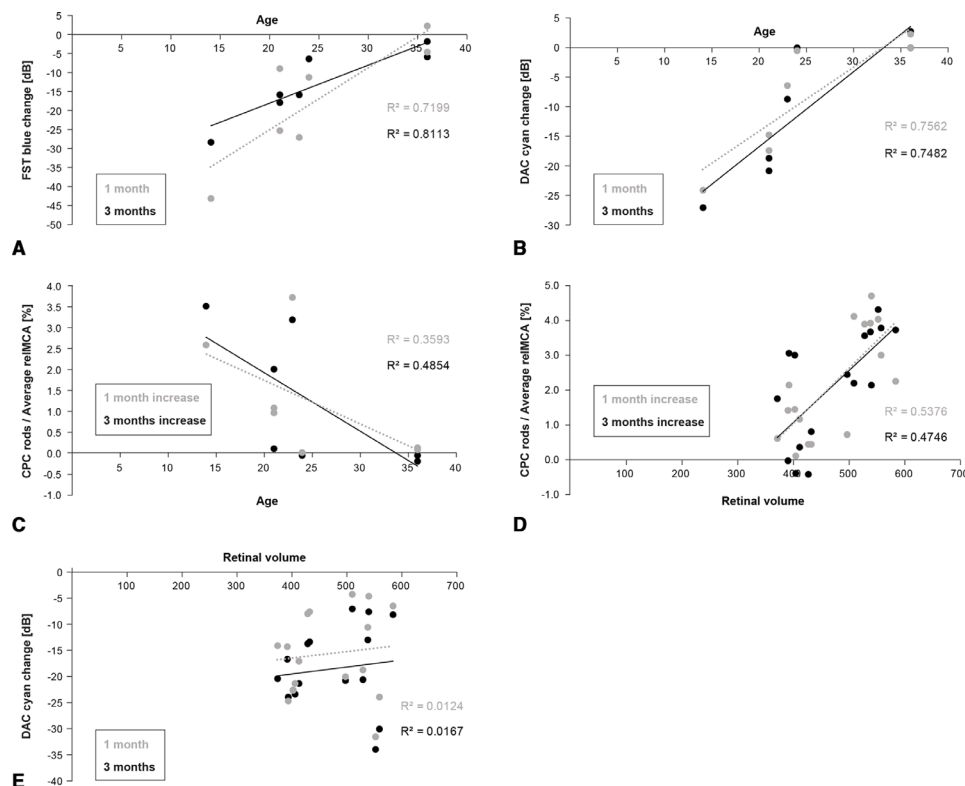 Age
5
0
-5
-10
-15
-20
-25
-30
-35
-40
-45
-50
5 10 15 20 25 30 35 40
FST blue change [dB]
R² = 0.7199
R² = 0.8113
1 month
3 months
A
Age
5
0
-5
-10
-15
-20
-25
-30
5 10 15 20 25 30 35 40
DAC cyan change [dB]
R² = 0.7562
R² = 0.7482
1 month
3 months
B
4.0
3.5
3.0
2.5
2.0
1.5
1.0
0.5
0.0
-0.5
-1.0
5 10 15 20 25 30 35 40
CPC rods / Average relMCA [%]
R² = 0.3593
R² = 0.4854
1 month increase
3 months increase
Age
C
5.0
4.0
3.0
2.0
1.0
0.0
-1.0
100 200 300 400 500 600 700
CPC rods / Average relMCA [%]
1 month increase
3 months increase
R² = 0.5376
R² = 0.4746
Retinal volume
D
Retinal volume
0
-5
-10
-15
-20
-25
-30
-35
-40
100 200 300 400 500 600 700
DAC cyan change [dB]
R² = 0.0124
R² = 0.0167
1 month
3 months
E